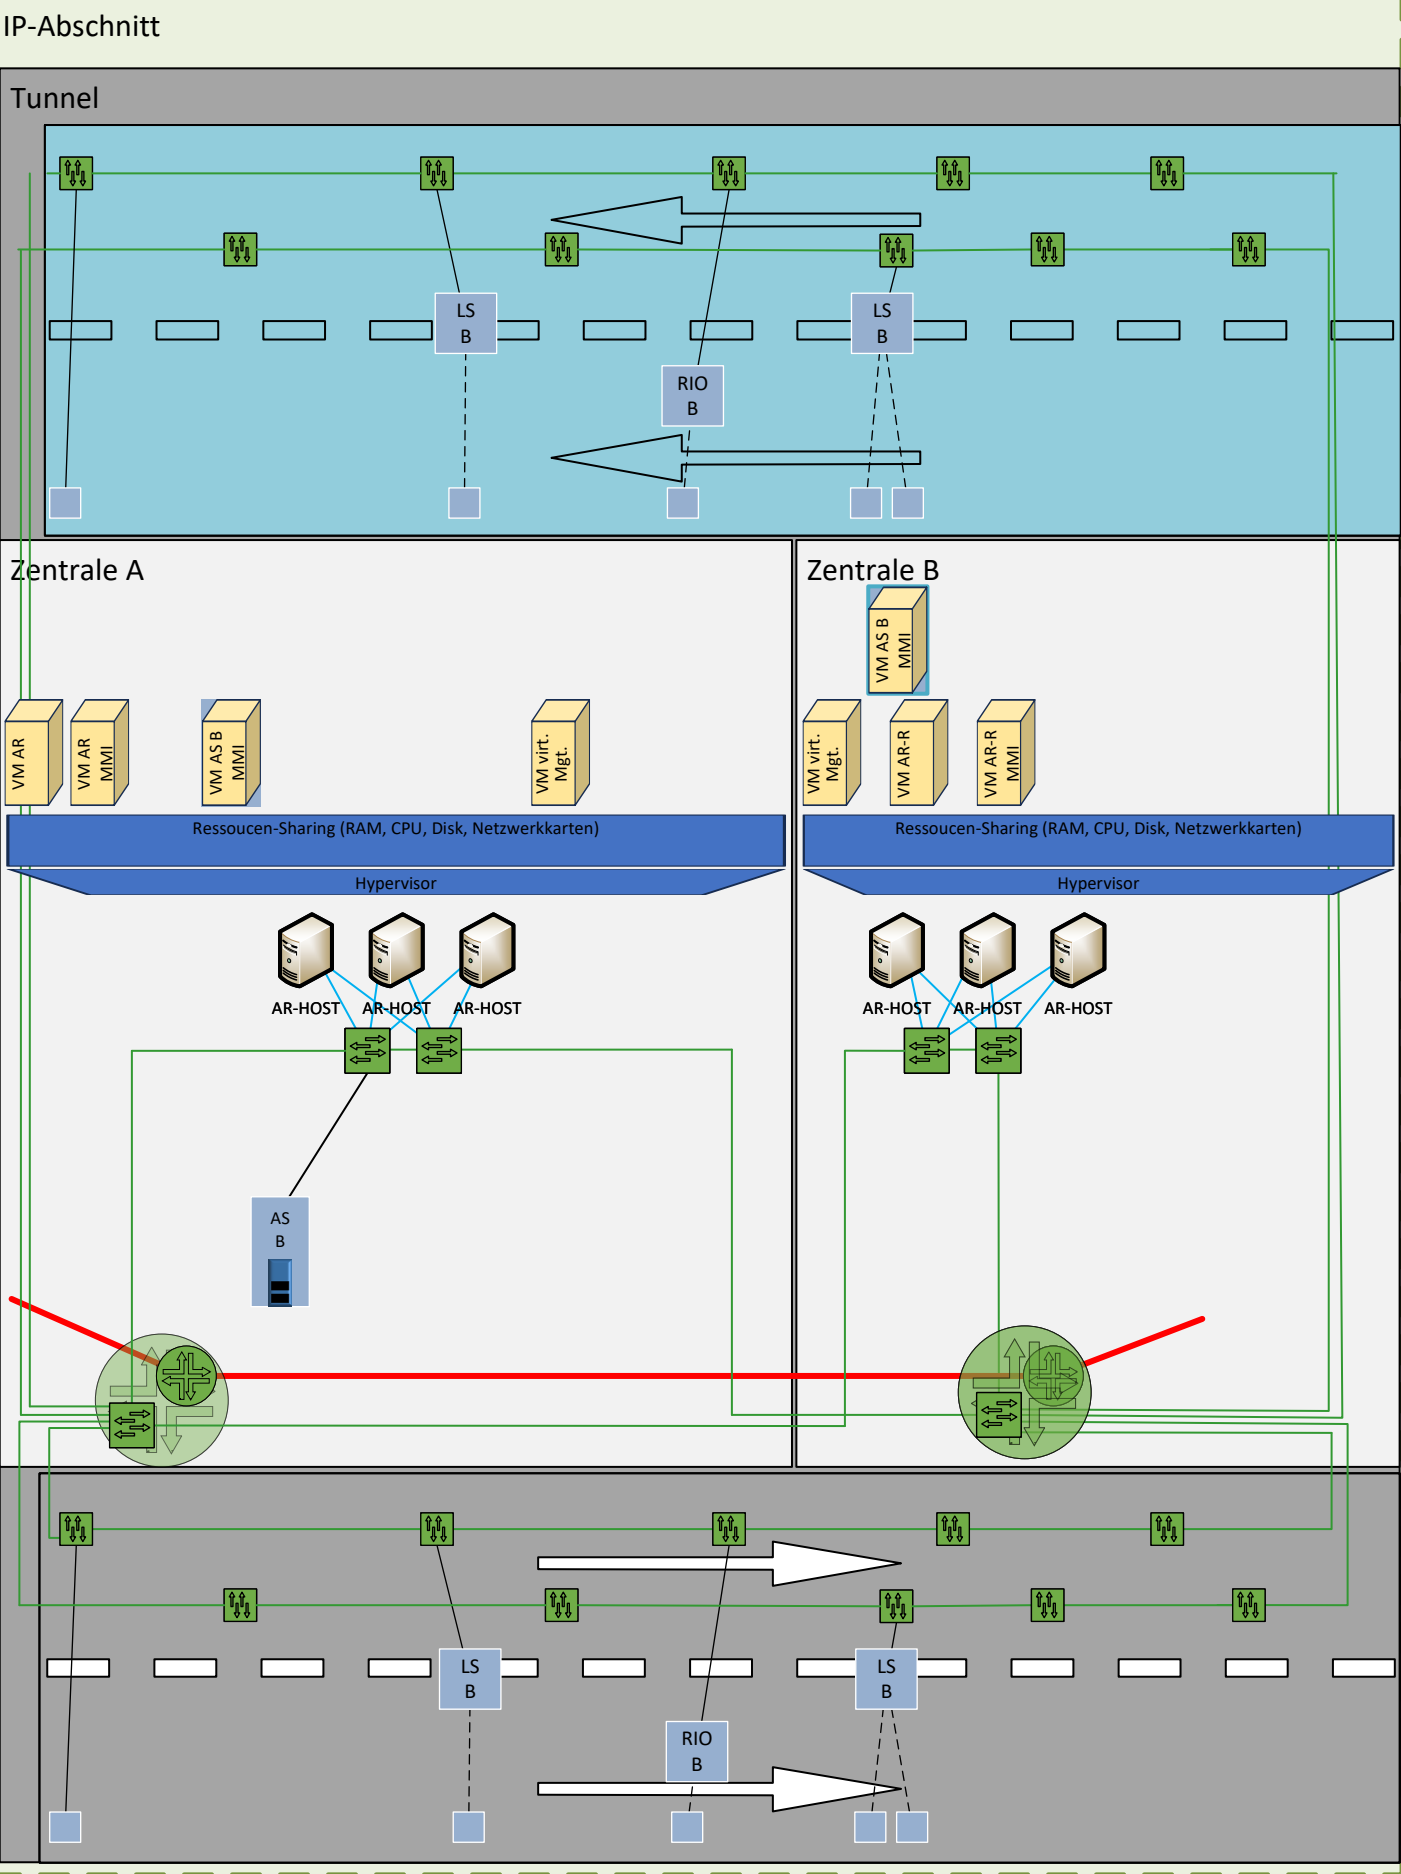 IP-Abschnitt
Tunnel
LS
B
LS
B
RIO
B
Zentrale A
Zentrale B
VM AS B
MMI
VM AR
VM AR
MMI
VM AS B
MMI
VM virt.
Mgt.
VM virt.
Mgt.
VM AR-R
VM AR-R
MMI
Ressoucen-Sharing (RAM, CPU, Disk, Netzwerkkarten)
Ressoucen-Sharing (RAM, CPU, Disk, Netzwerkkarten)
Hypervisor
Hypervisor
AR-HOST
AR-HOST
AR-HOST
AR-HOST
AR-HOST
AR-HOST
AS
B
LS
B
LS
B
RIO
B